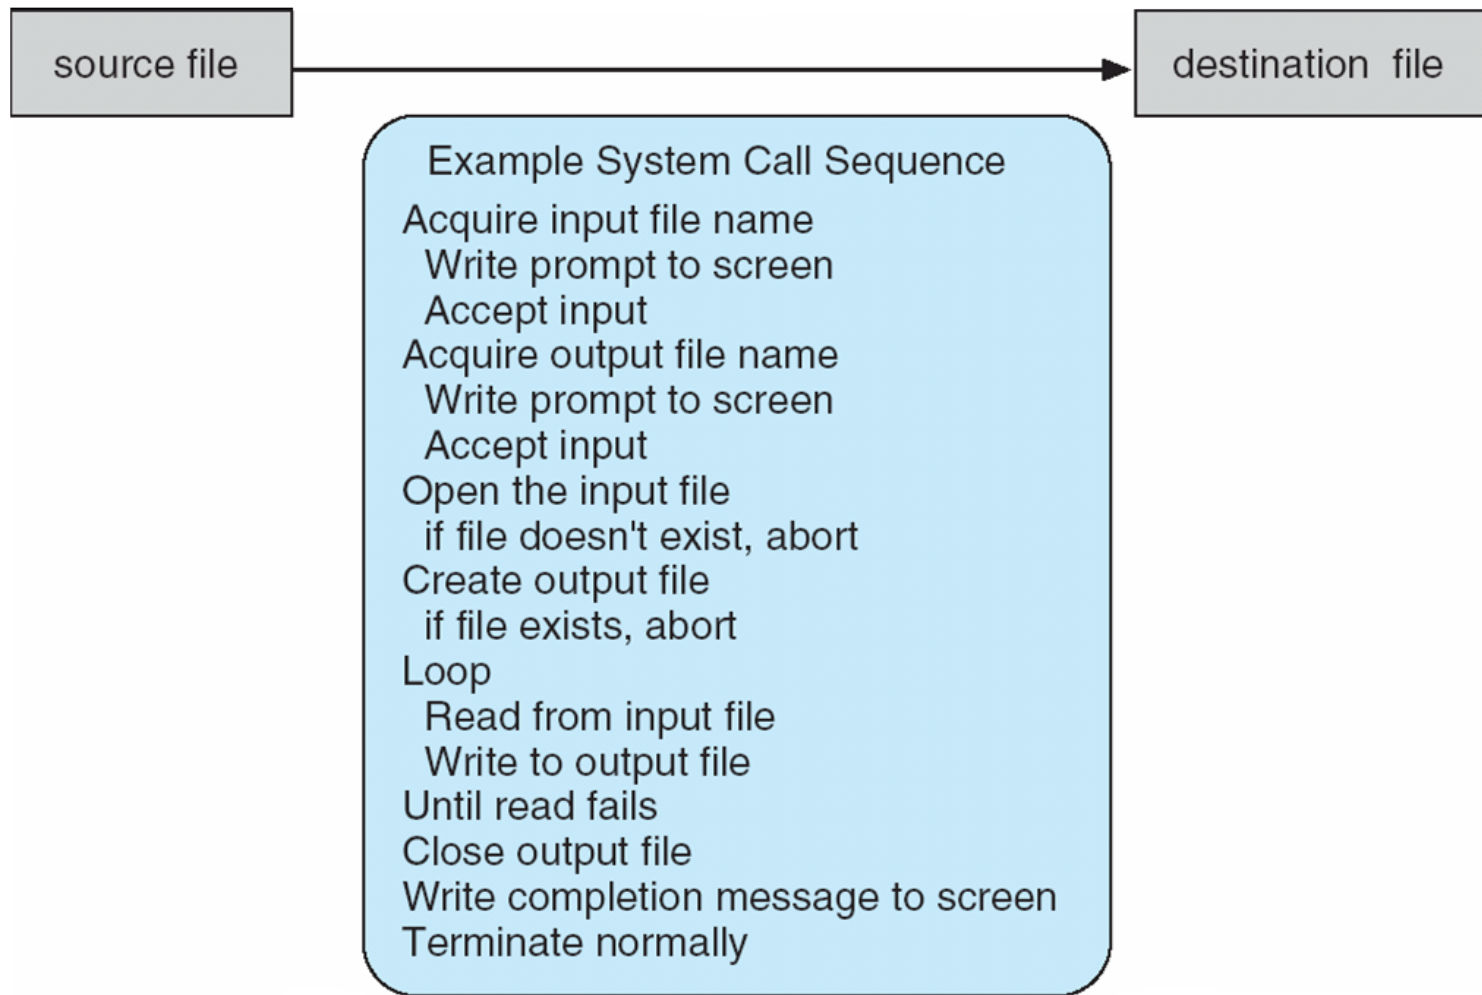 source file
destination file
Example System Call Sequence
Acquire input file name
Write prompt to screen
Accept input
Acquire output file name
Write prompt to screen
Accept input
Open the input file
if file doesn't exist, abort
Create output file
if file exists, abort
Loop
Read from input file
Write to output file
Until read fails
Close output file
Write completion message to screen
Terminate normally